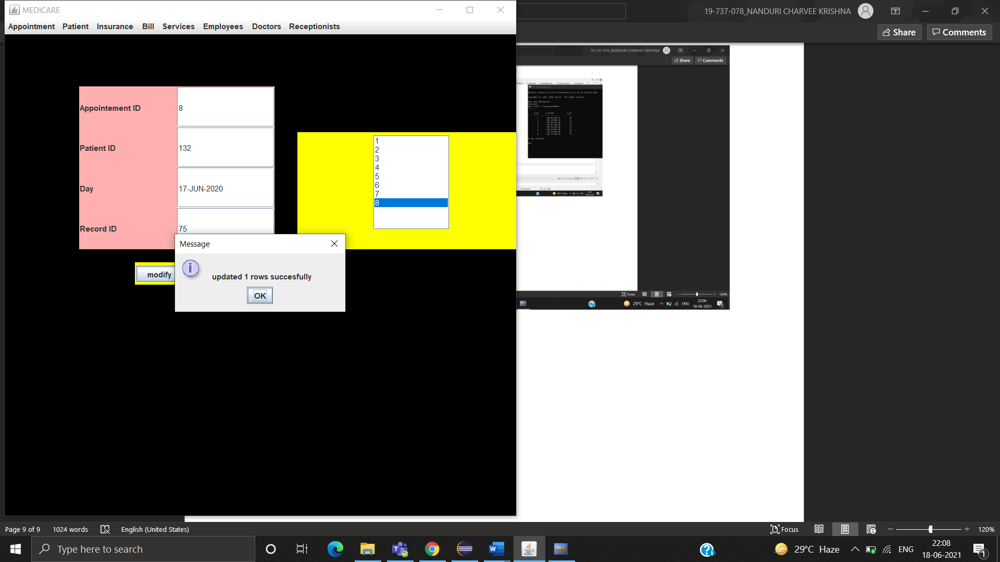 MEDICARE
19-737-078_NANDURI CHARVEE KRISHNA
Appointment Patient Insurance Bill Services Employees Doctors Receptionists
Share Comments
19-737-078_NANDURI CHARVEE KRISHNA
Share Comments
Appointement ID
8
Patient ID
132
Day
17-JUN-2020
Record ID
75
1
2
3
4
5
6
7
8
modify
Message
updated 1 rows succesfully
OK
Focus
120%
29°C Haze ENG
22:06
18-06-2021
Page 9 of 9 1024 words English (United States)
Focus 120%
Type here to search
29°C Haze ENG
22:08
18-06-2021
1